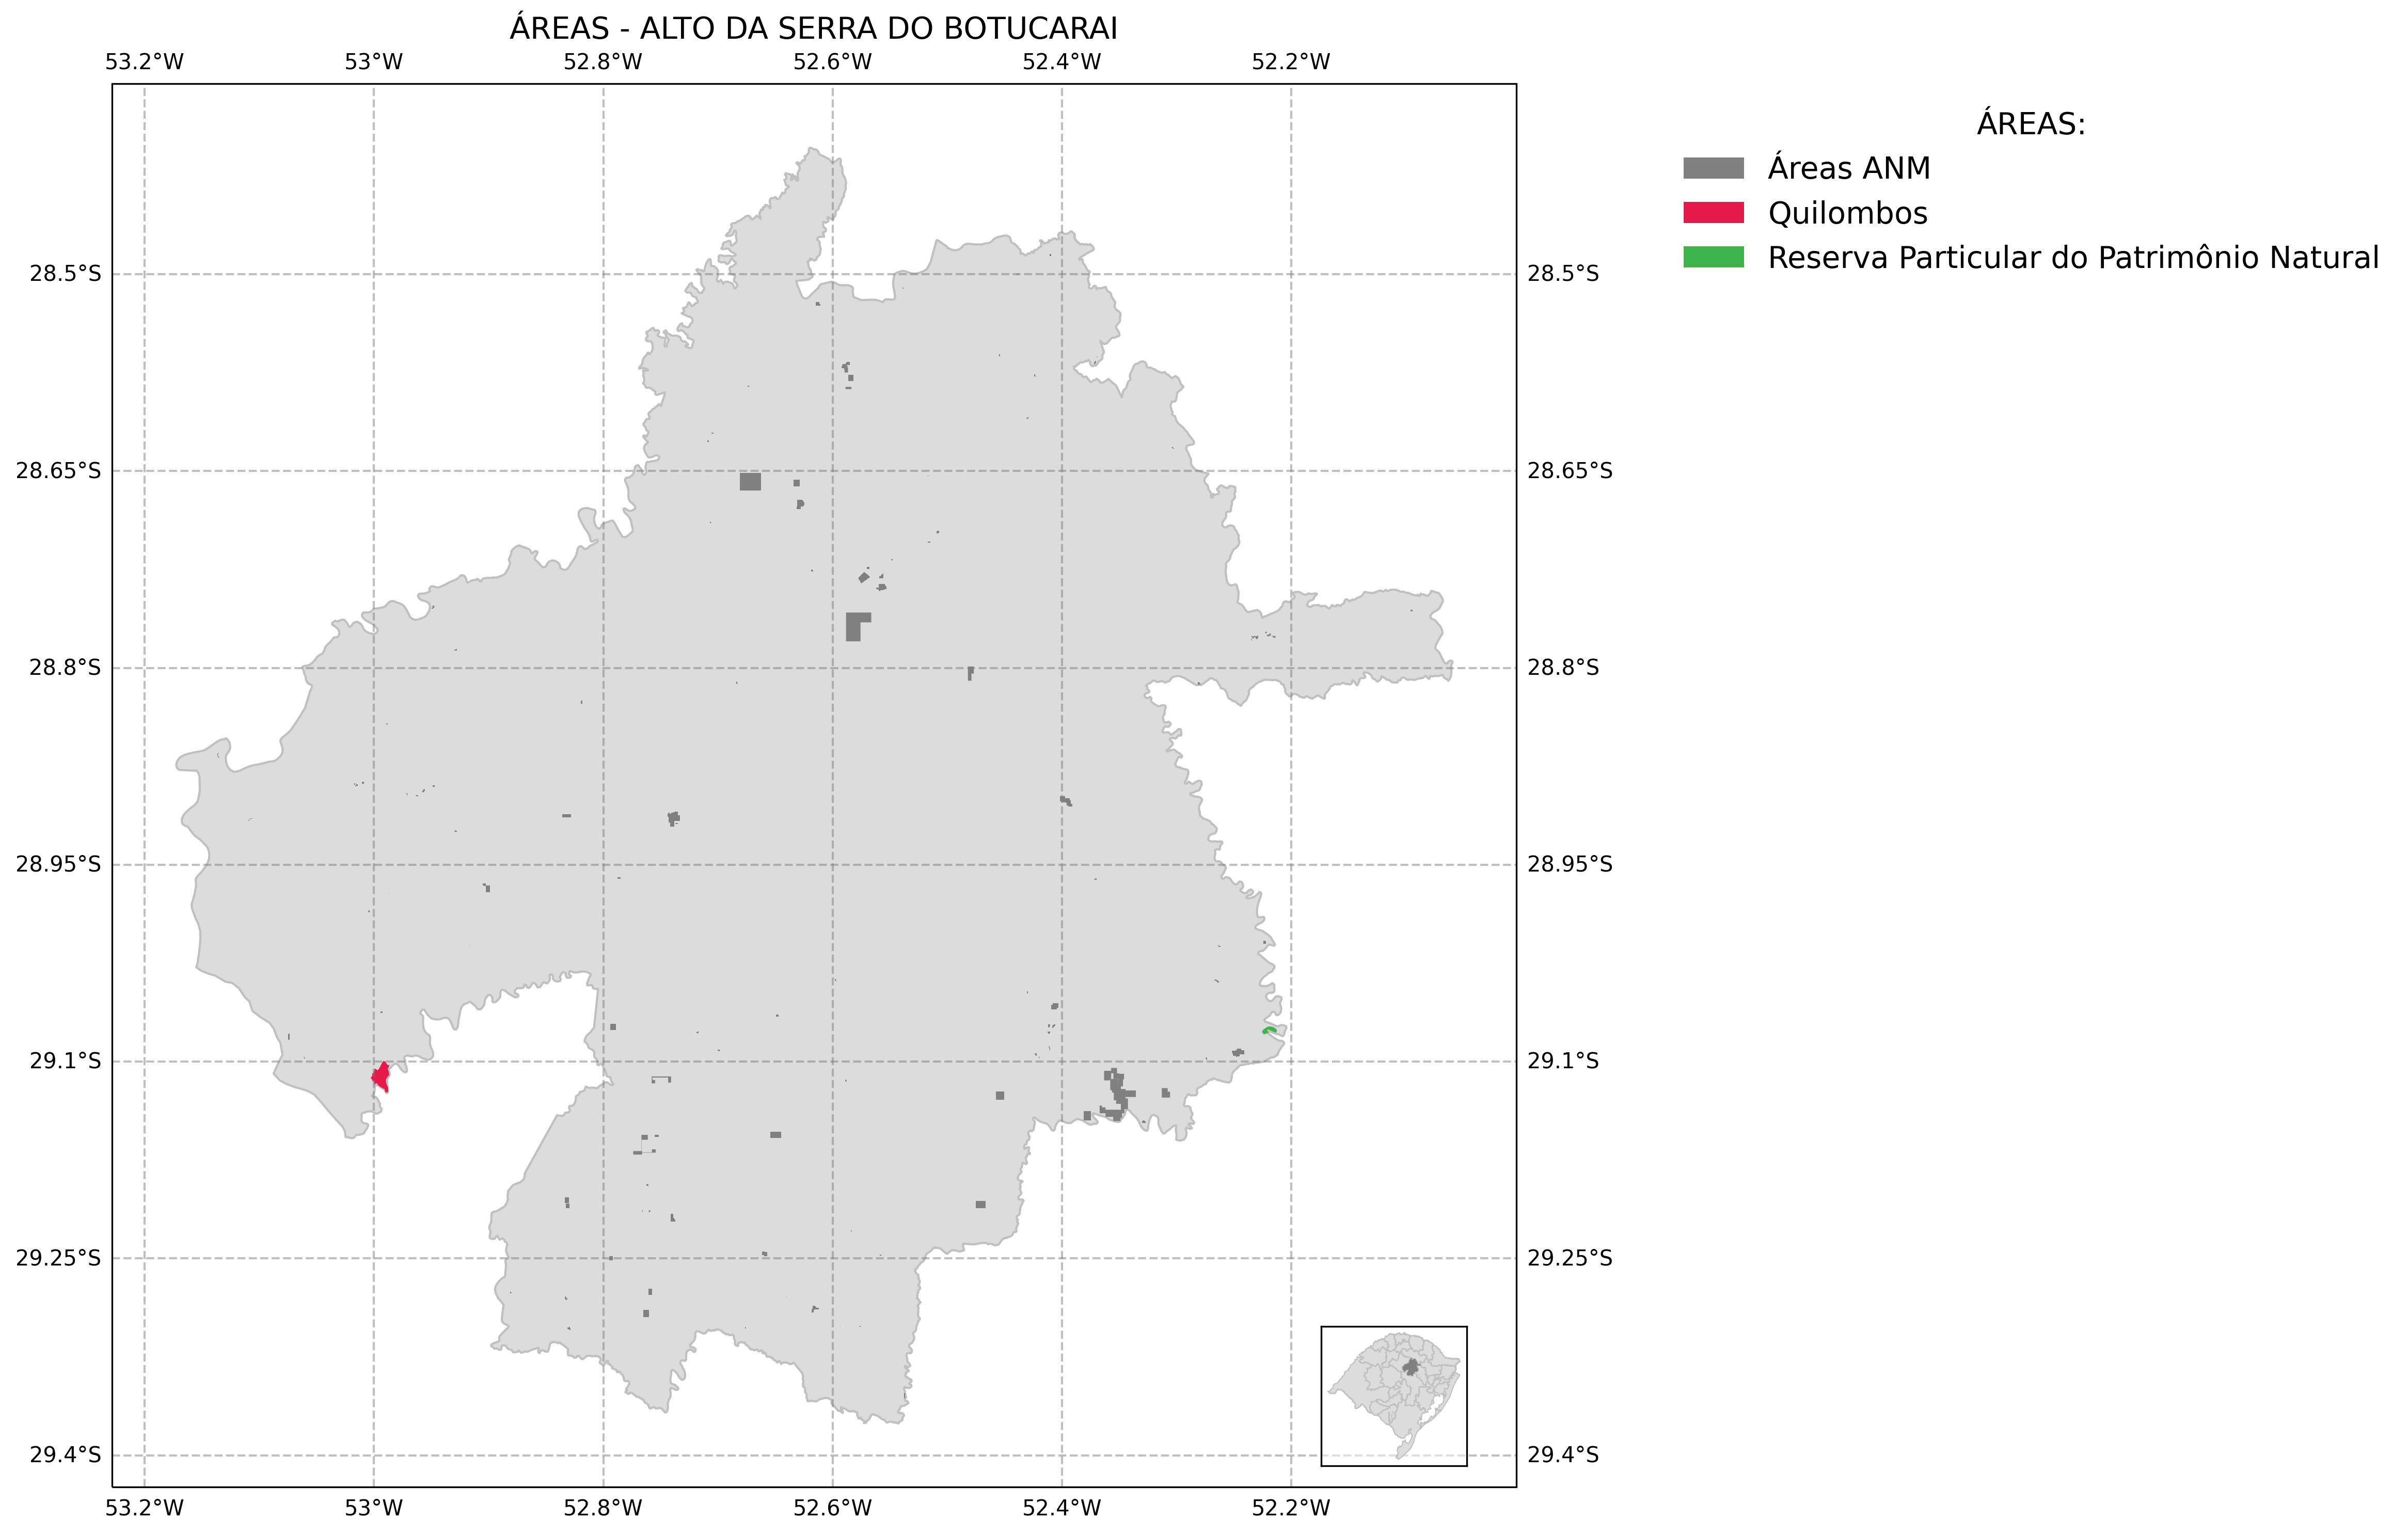 ÁREAS - ALTO DA SERRA DO BOTUCARAI
53.2°W 53°W 52.8°W 52.6°W 52.4°W 52.2°W
ÁREAS:
Áreas ANM
Quilombos
Reserva Particular do Patrimônio Natural
28.5°S 28.5°S
28.65°S 28.65°S
28.8°S 28.8°S
28.95°S 28.95°S
29.1°S 29.1°S
29.25°S 29.25°S
29.4°S 29.4°S
53.2°W 53°W 52.8°W 52.6°W 52.4°W 52.2°W